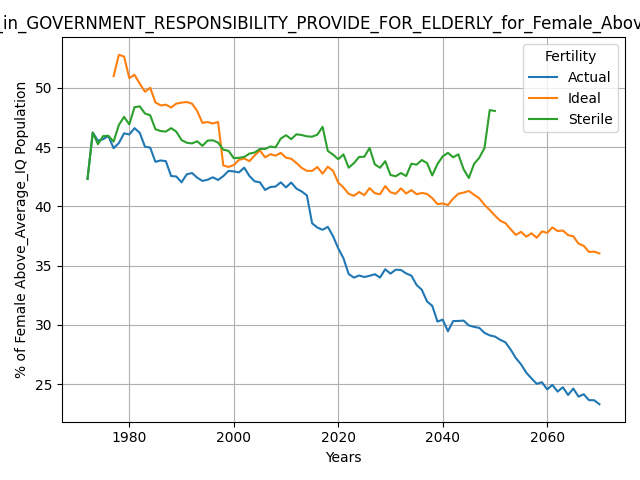 _in_GOVERNMENT_RESPONSIBILITY_PROVIDE_FOR_ELDERLY_for_Female_Abov
Fertility
Actual
Ideal
Sterile
% of Female Above_Average_IQ Population
50
45
40
35
30
25
1980
2000
2020
2040
2060
Years